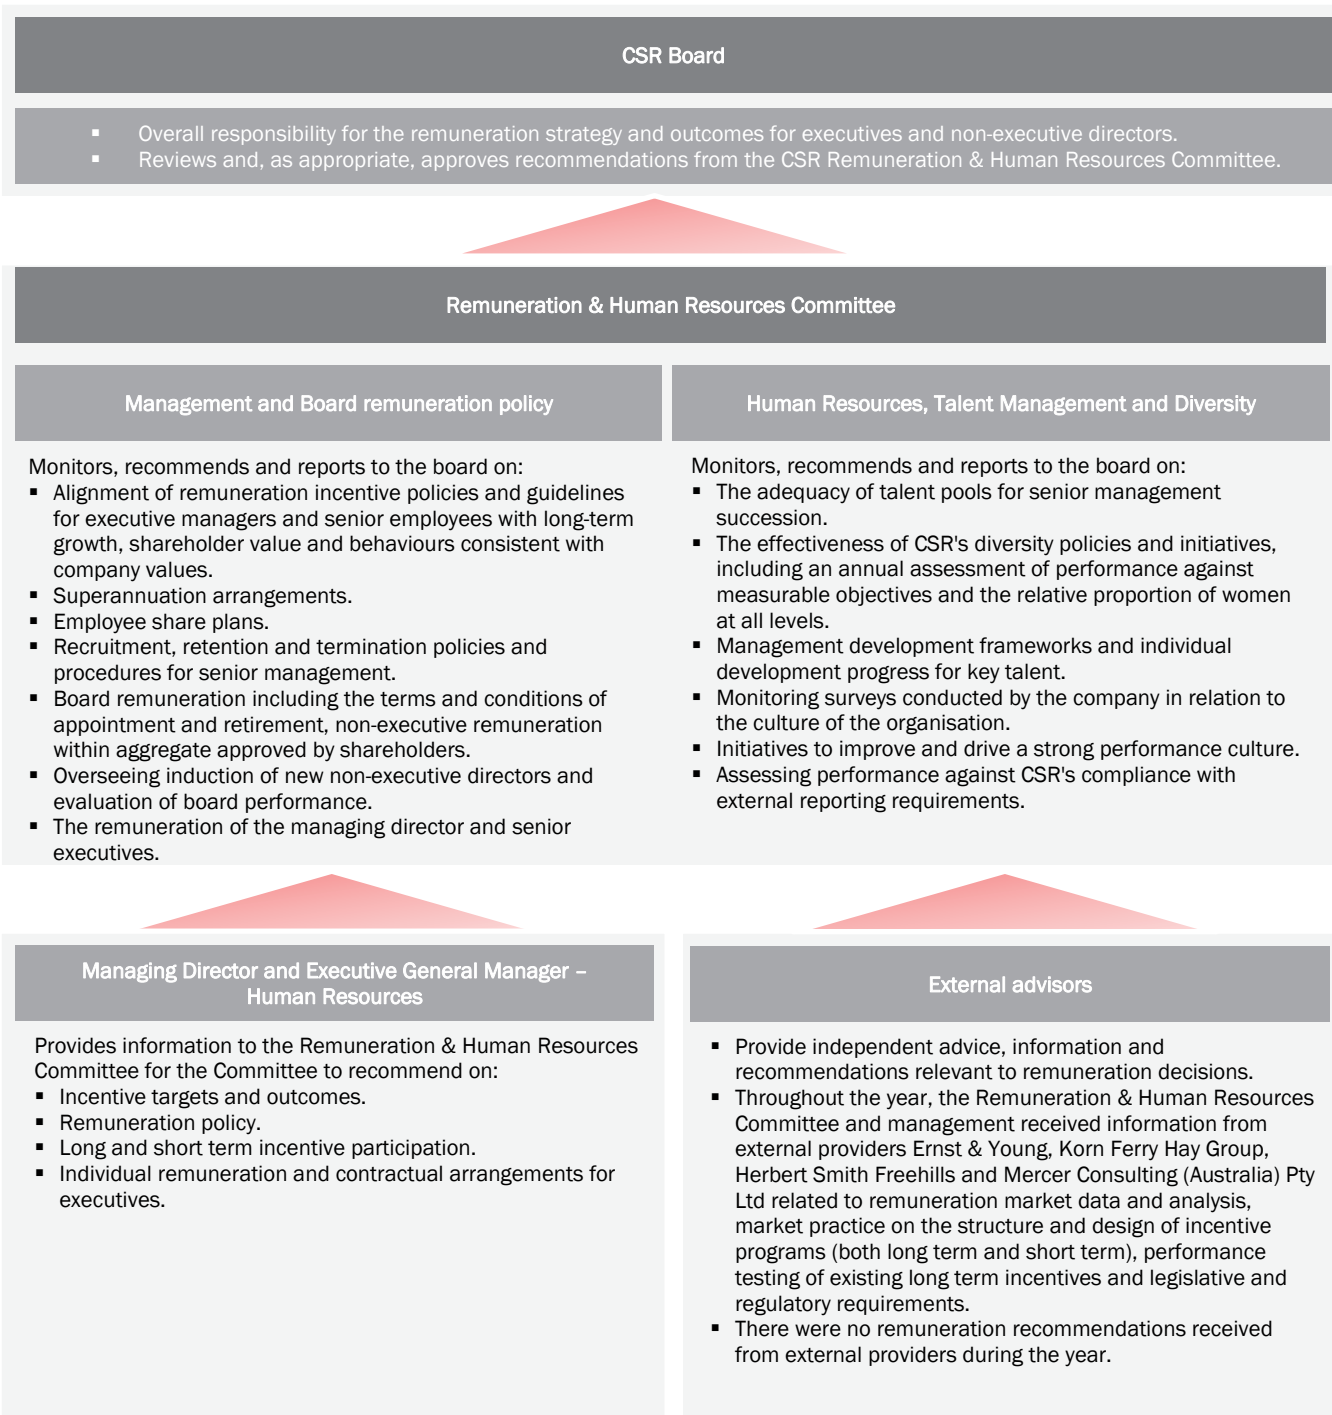 CSR Board
▪ Overall responsibility for the remuneration strategy and outcomes for executives and non-executive directors.
▪ Reviews and, as appropriate, approves recommendations from the CSR Remuneration & Human Resources Committee.
Remuneration & Human Resources Committee
Management and Board remuneration policy
Monitors, recommends and reports to the board on:
▪ Alignment of remuneration incentive policies and guidelines
for executive managers and senior employees with long-term
growth, shareholder value and behaviours consistent with
company values.
▪ Superannuation arrangements.
▪ Employee share plans.
▪ Recruitment, retention and termination policies and
procedures for senior management.
▪ Board remuneration including the terms and conditions of
appointment and retirement, non-executive remuneration
within aggregate approved by shareholders.
▪ Overseeing induction of new non-executive directors and
evaluation of board performance.
▪ The remuneration of the managing director and senior
executives.
Human Resources, Talent Management and Diversity
Monitors, recommends and reports to the board on:
▪ The adequacy of talent pools for senior management
succession.
▪ The effectiveness of CSR's diversity policies and initiatives,
including an annual assessment of performance against
measurable objectives and the relative proportion of women
at all levels.
▪ Management development frameworks and individual
development progress for key talent.
▪ Monitoring surveys conducted by the company in relation to
the culture of the organisation.
▪ Initiatives to improve and drive a strong performance culture.
▪ Assessing performance against CSR's compliance with
external reporting requirements.
Managing Director and Executive General Manager –
Human Resources
Provides information to the Remuneration & Human Resources
Committee for the Committee to recommend on:
▪ Incentive targets and outcomes.
▪ Remuneration policy.
▪ Long and short term incentive participation.
▪ Individual remuneration and contractual arrangements for
executives.
External advisors
▪ Provide independent advice, information and
recommendations relevant to remuneration decisions.
▪ Throughout the year, the Remuneration & Human Resources
Committee and management received information from
external providers Ernst & Young, Korn Ferry Hay Group,
Herbert Smith Freehills and Mercer Consulting (Australia) Pty
Ltd related to remuneration market data and analysis,
market practice on the structure and design of incentive
programs (both long term and short term), performance
testing of existing long term incentives and legislative and
regulatory requirements.
▪ There were no remuneration recommendations received
from external providers during the year.